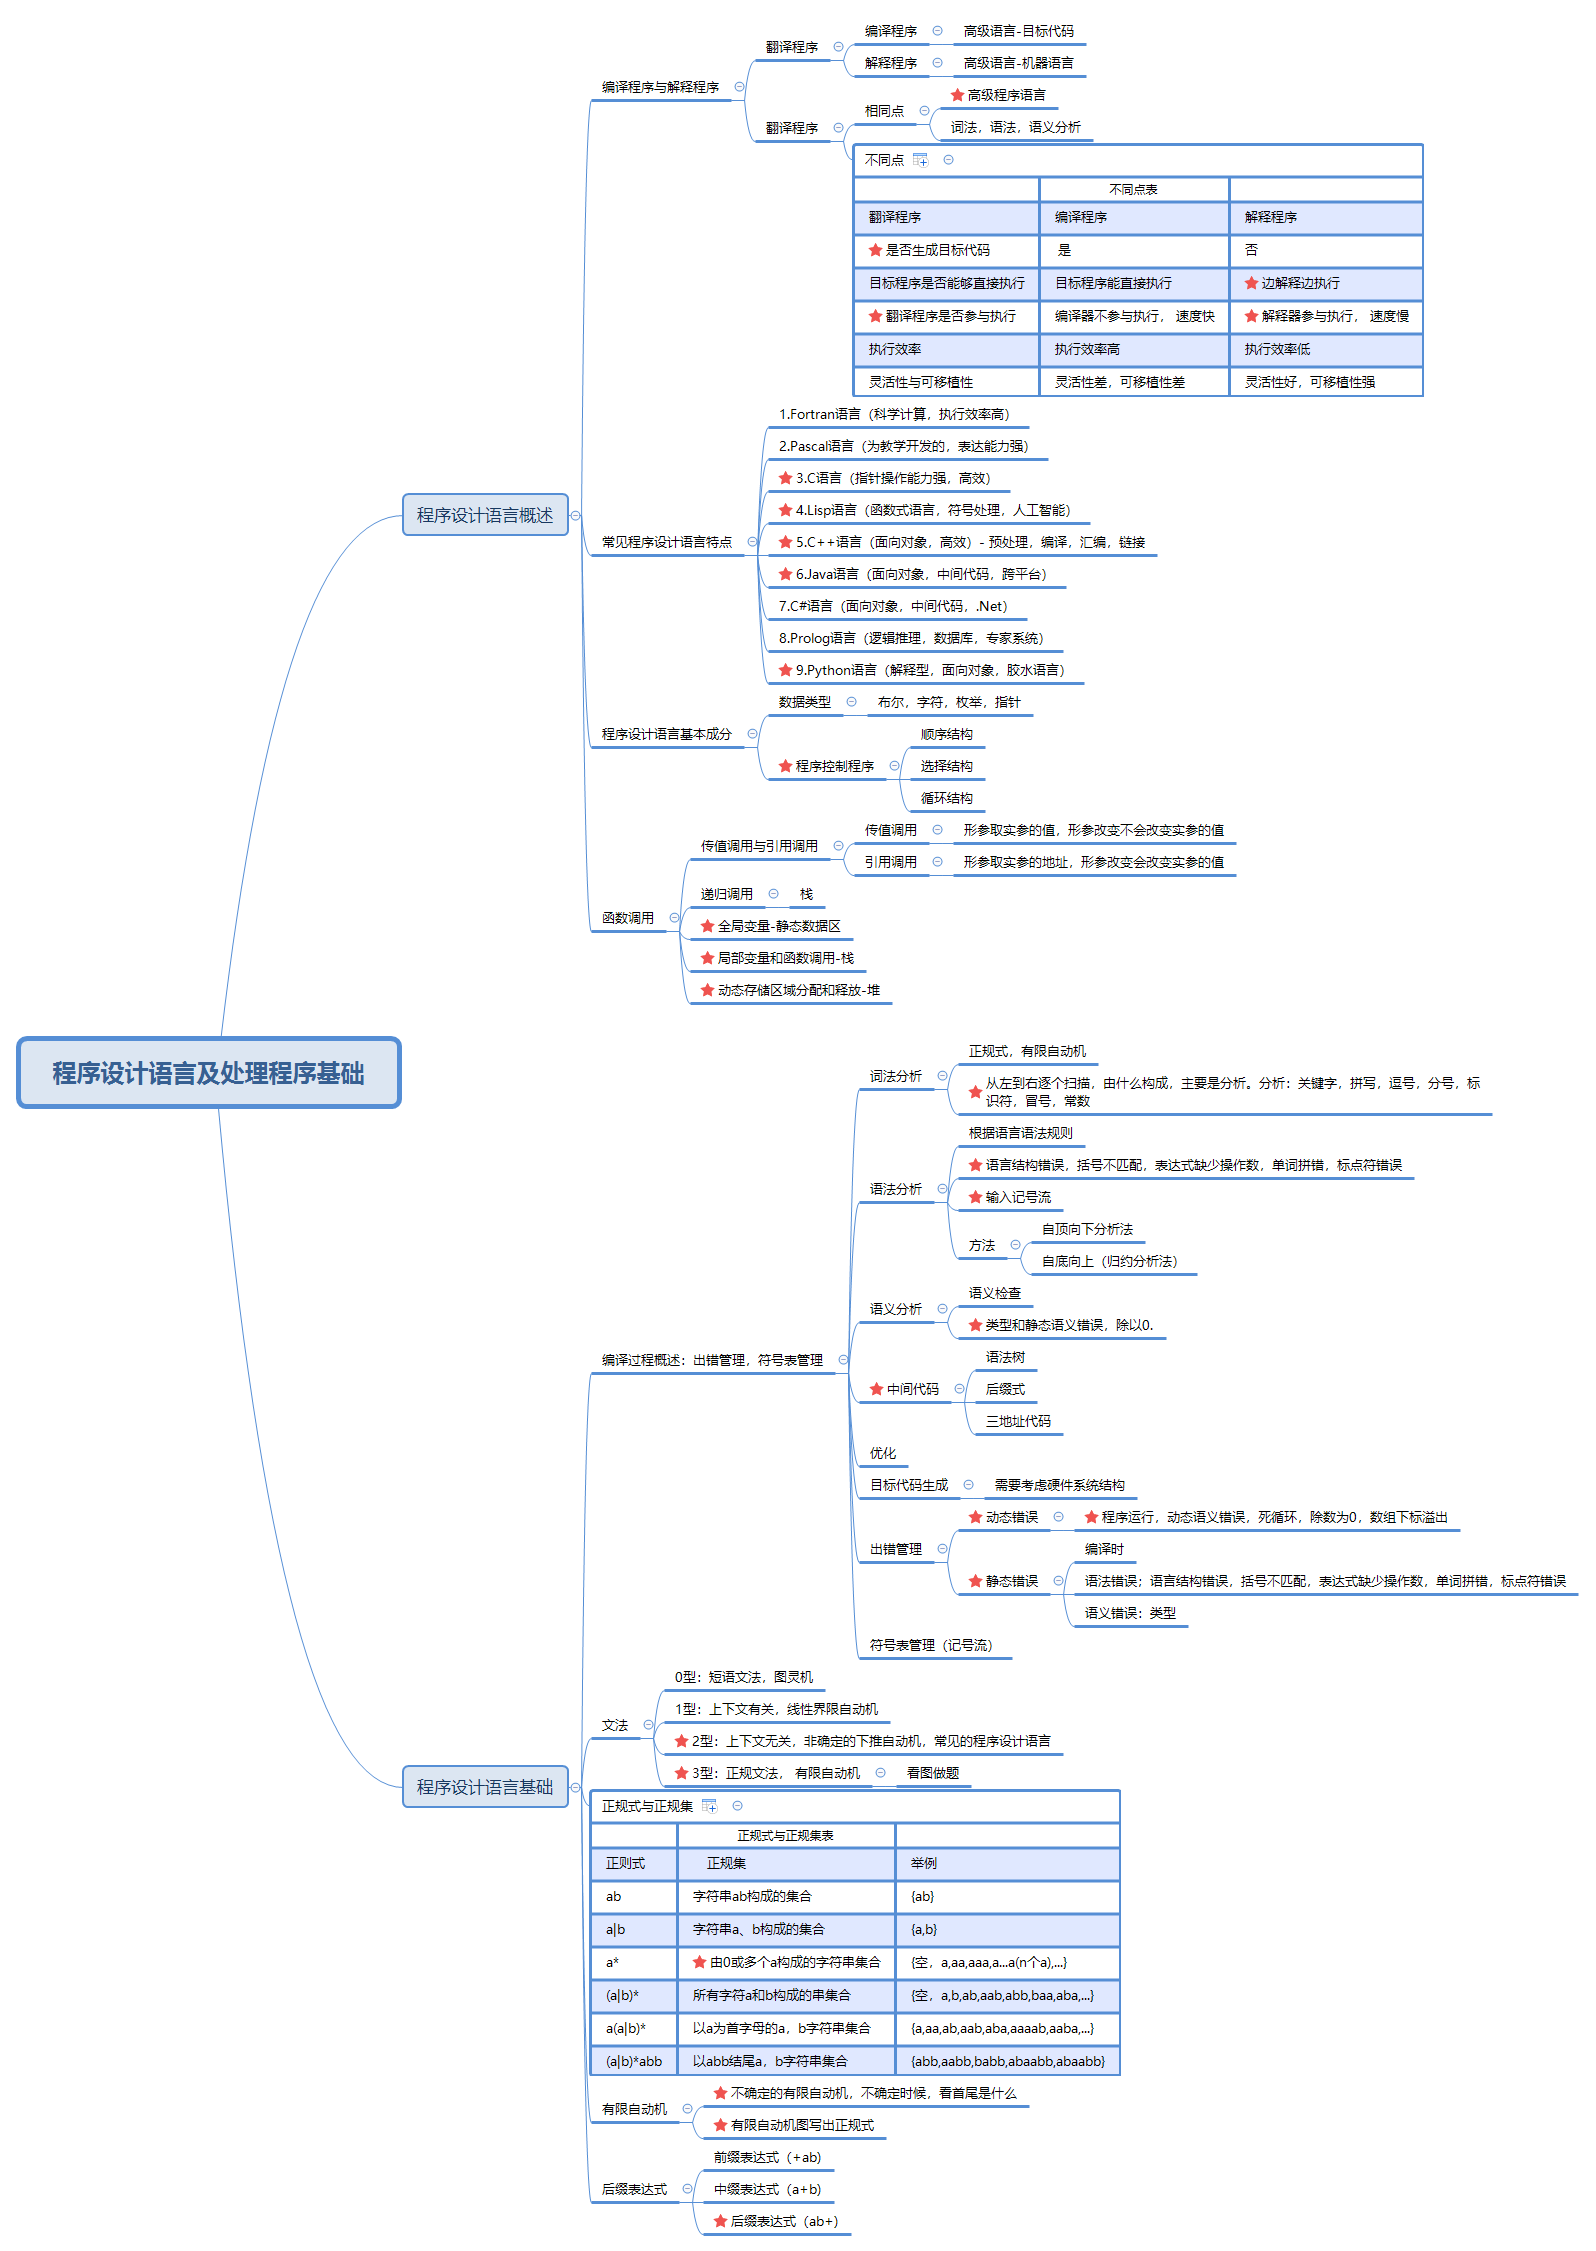 程序设计语言及处理程序基础
程序设计语言概述
编译程序与解释程序
翻译程序
编译程序
高级语言-目标代码
解释程序
高级语言-机器语言
翻译程序
相同点
高级程序语言
词法，语法，语义分析
不同点
不同点表
翻译程序 编译程序 解释程序
是否生成目标代码 是 否
目标程序是否能够直接执行 目标程序能直接执行 边解释边执行
翻译程序是否参与执行 编译器不参与执行， 速度快 解释器参与执行， 速度慢
执行效率 执行效率高 执行效率低
灵活性与可移植性 灵活性差，可移植性差 灵活性好，可移植性强
常见程序设计语言特点
1.Fortran语言（科学计算，执行效率高）
2.Pascal语言（为教学开发的，表达能力强）
3.C语言（指针操作能力强，高效）
4.Lisp语言（函数式语言，符号处理，人工智能）
5.C++语言（面向对象，高效）- 预处理，编译，汇编，链接
6.Java语言（面向对象，中间代码，跨平台）
7.C#语言（面向对象，中间代码，.Net）
8.Prolog语言（逻辑推理，数据库，专家系统）
9.Python语言（解释型，面向对象，胶水语言）
程序设计语言基本成分
数据类型
布尔，字符，枚举，指针
程序控制程序
顺序结构
选择结构
循环结构
函数调用
传值调用与引用调用
传值调用
形参取实参的值，形参改变不会改变实参的值
引用调用
形参取实参的地址，形参改变会改变实参的值
递归调用
栈
全局变量-静态数据区
局部变量和函数调用-栈
动态存储区域分配和释放-堆
程序设计语言基础
编译过程概述：出错管理，符号表管理
词法分析
正规式，有限自动机
从左到右逐个扫描，由什么构成，主要是分析。分析：关键字，拼写，逗号，分号，标
识符，冒号，常数
语法分析
根据语言语法规则
语言结构错误，括号不匹配，表达式缺少操作数，单词拼错，标点符错误
输入记号流
方法
自顶向下分析法
自底向上（归约分析法）
语义分析
语义检查
类型和静态语义错误，除以0.
中间代码
语法树
后缀式
三地址代码
优化
目标代码生成
需要考虑硬件系统结构
出错管理
动态错误
程序运行，动态语义错误，死循环，除数为0，数组下标溢出
静态错误
编译时
语法错误；语言结构错误，括号不匹配，表达式缺少操作数，单词拼错，标点符错误
语义错误：类型
符号表管理（记号流）
文法
0型：短语文法，图灵机
1型：上下文有关，线性界限自动机
2型：上下文无关，非确定的下推自动机，常见的程序设计语言
3型：正规文法， 有限自动机
看图做题
正规式与正规集
正规式与正规集表
正则式 正规集 举例
ab 字符串ab构成的集合 {ab}
a|b 字符串a、b构成的集合 {a,b}
a* 由0或多个a构成的字符串集合 {空，a,aa,aaa,a...a(n个a),...}
(a|b)* 所有字符a和b构成的串集合 {空，a,b,ab,aab,abb,baa,aba,...}
a(a|b)* 以a为首字母的a，b字符串集合 {a,aa,ab,aab,aba,aaaab,aaba,...}
(a|b)*abb 以abb结尾a，b字符串集合 {abb,aabb,babb,abaabb,abaabb}
有限自动机
不确定的有限自动机，不确定时候，看首尾是什么
有限自动机图写出正规式
后缀表达式
前缀表达式（+ab)
中缀表达式（a+b)
后缀表达式（ab+)